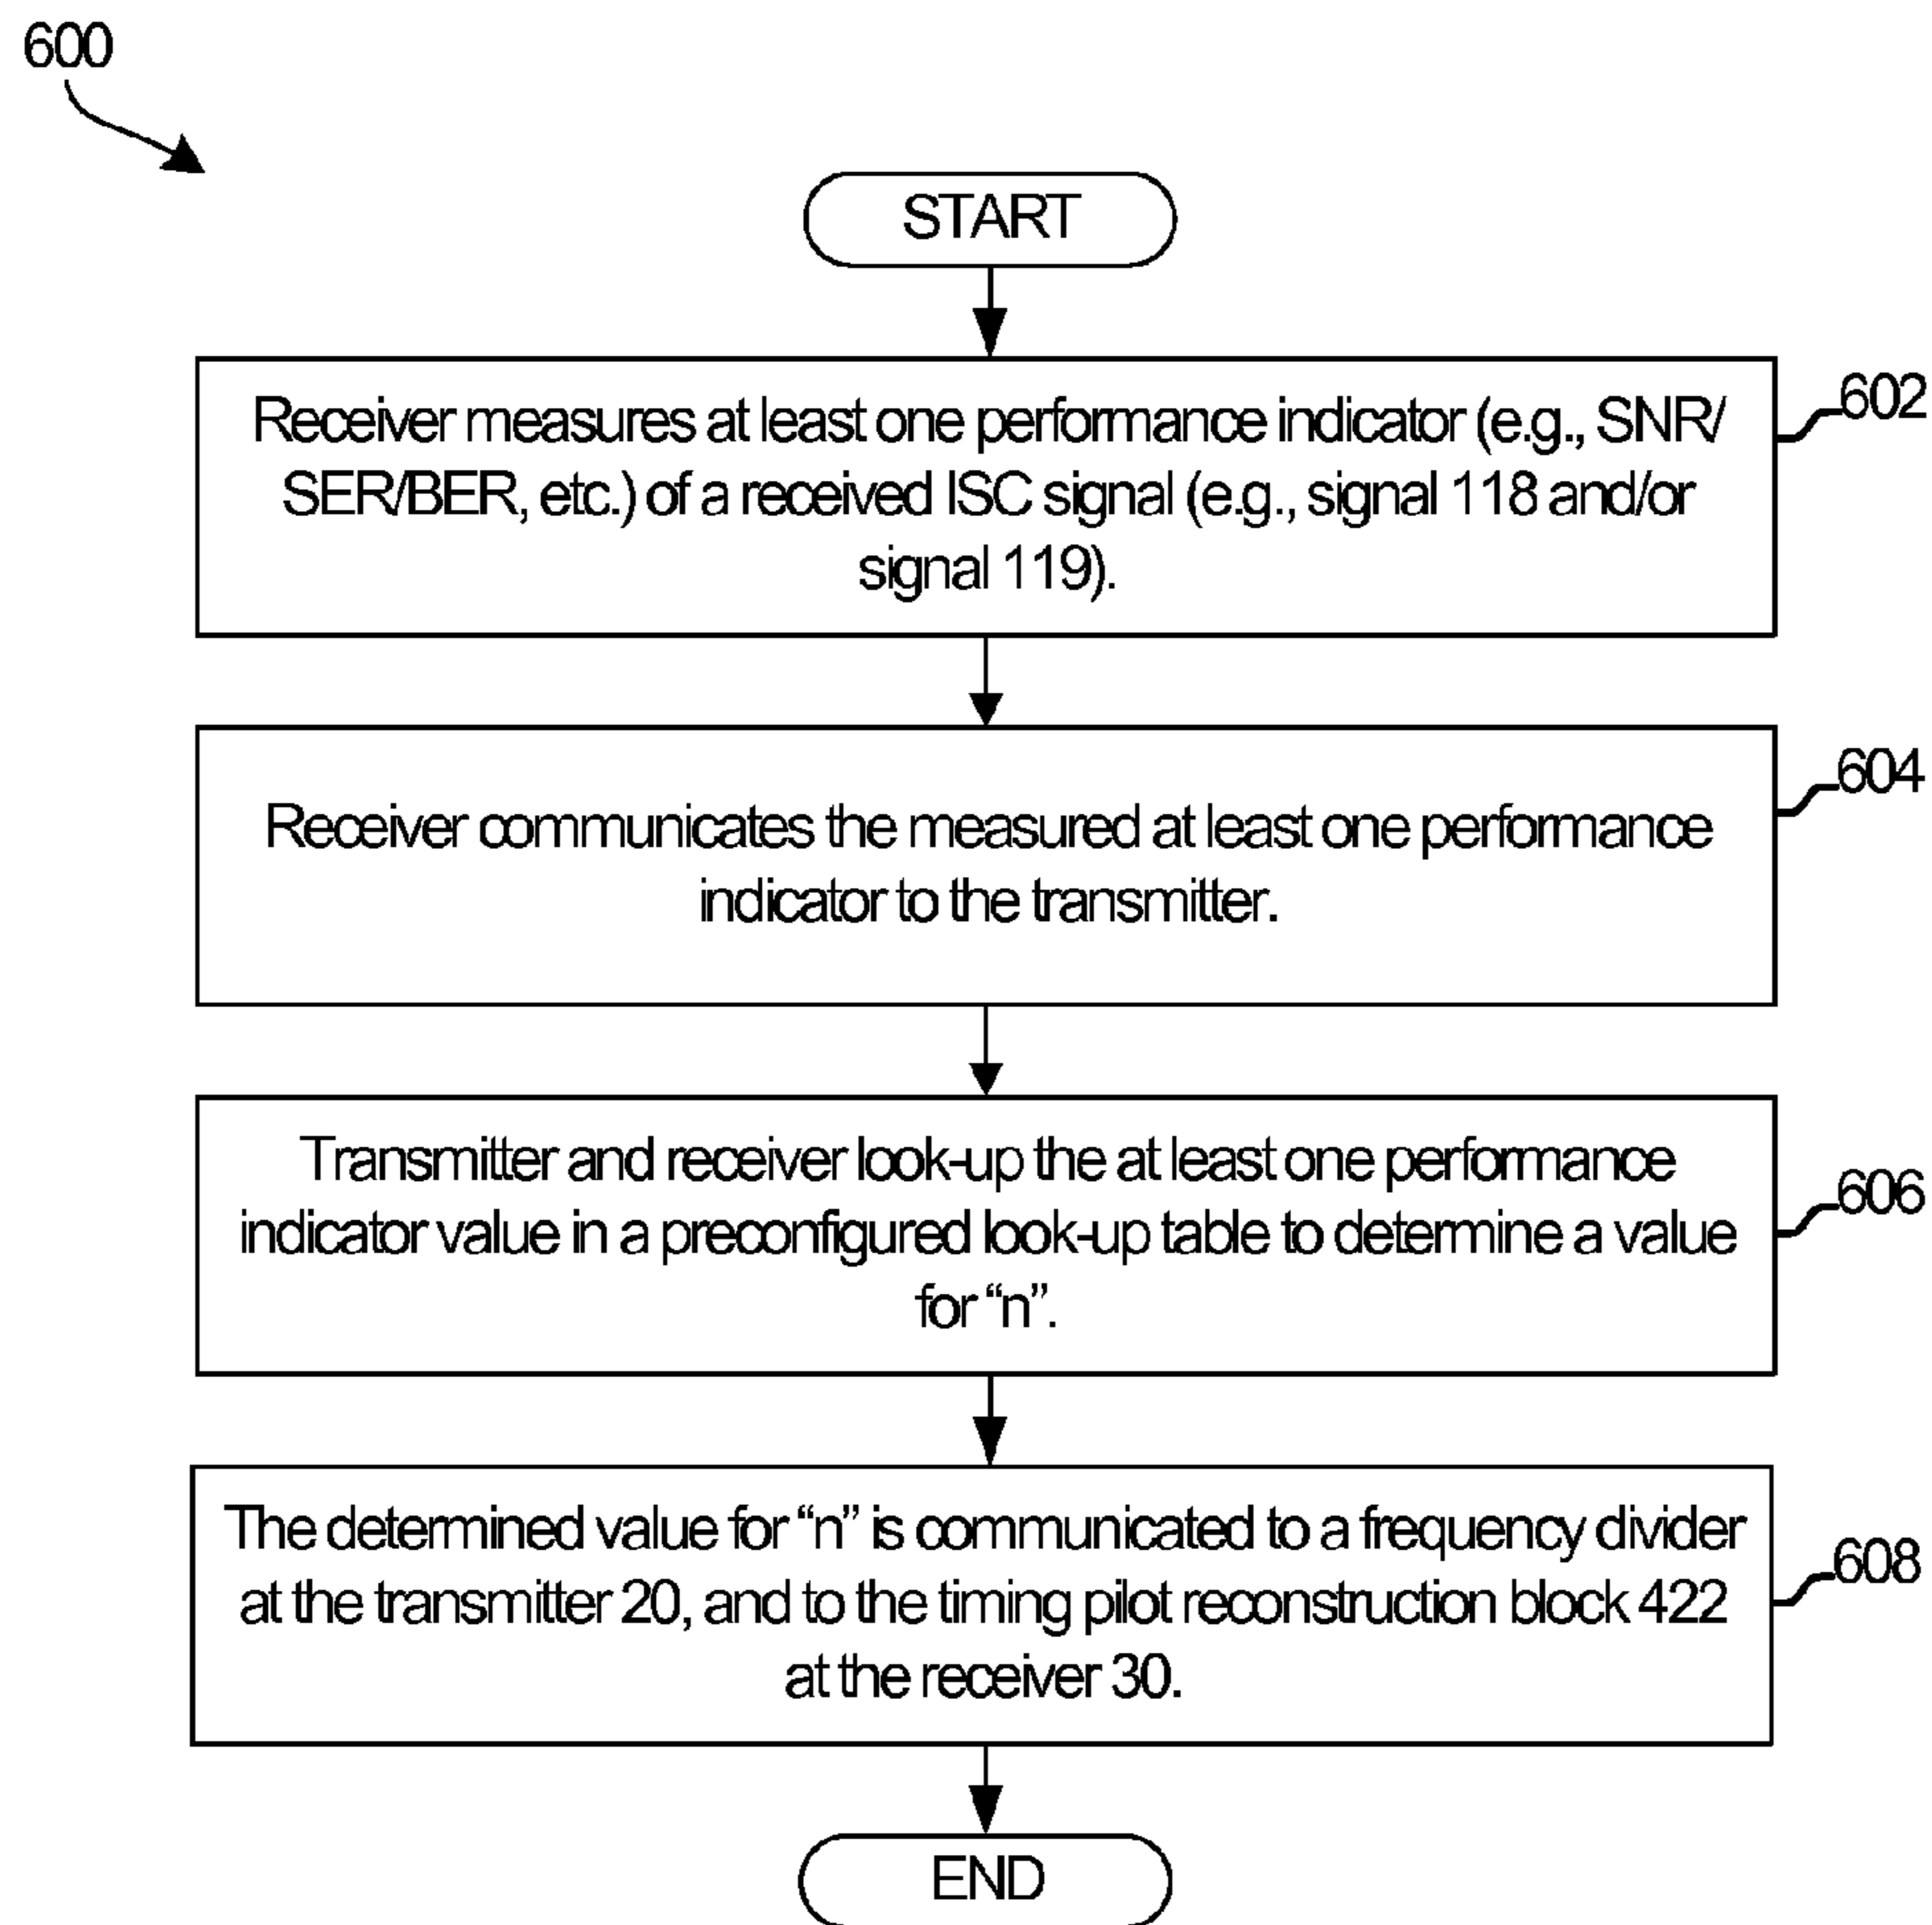 600
START
Receiver measures at least one performance indicator (e.g., SNR/
SER/BER, etc.) of a received ISC signal (e.g., signal 118 and/or
signal 119).
602
Receiver communicates the measured at least one performance
indicator to the transmitter.
604
Transmitter and receiver look-up the at least one performance
indicator value in a preconfigured look-up table to determine a value
for “n”.
606
The determined value for “n” is communicated to a frequency divider
at the transmitter 20, and to the timing pilot reconstruction block 422
at the receiver 30.
608
END